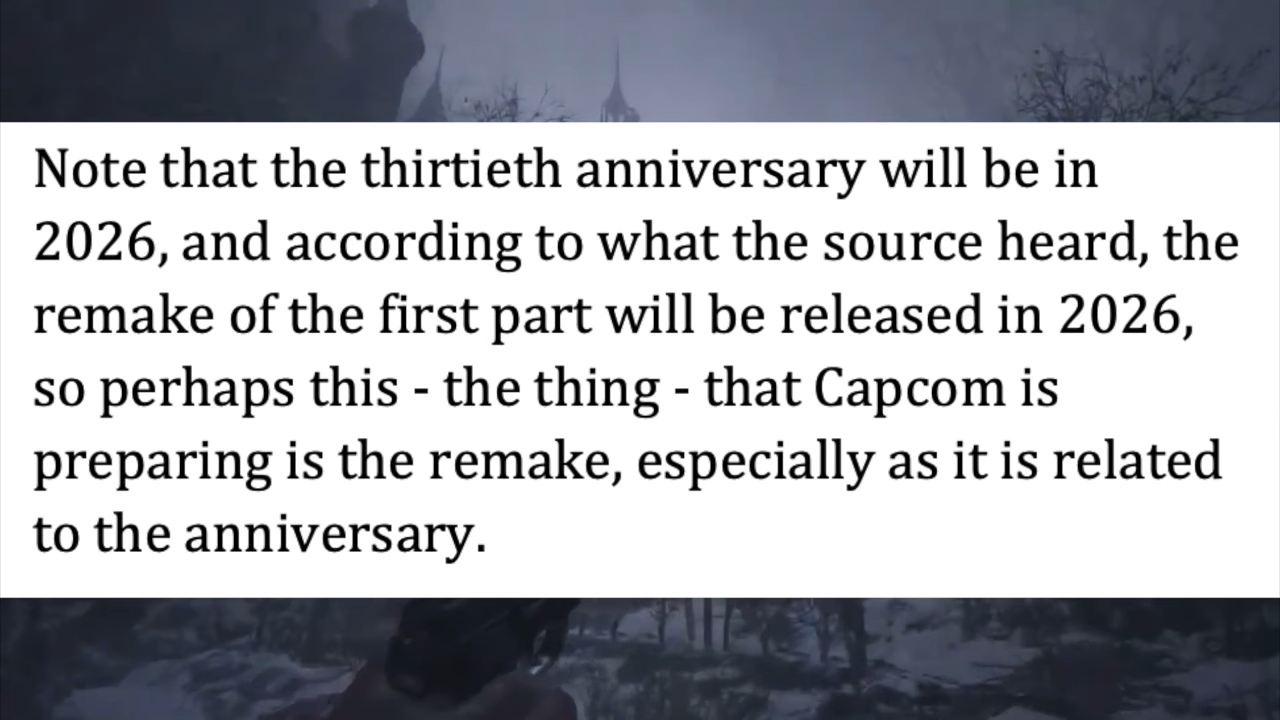 Note that the thirtieth anniversary will be in
2026, and according to what the source heard, the
remake of the first part will be released in 2026,
so perhaps this - the thing - that Capcom is
preparing is the remake, especially as it is related
to the anniversary.